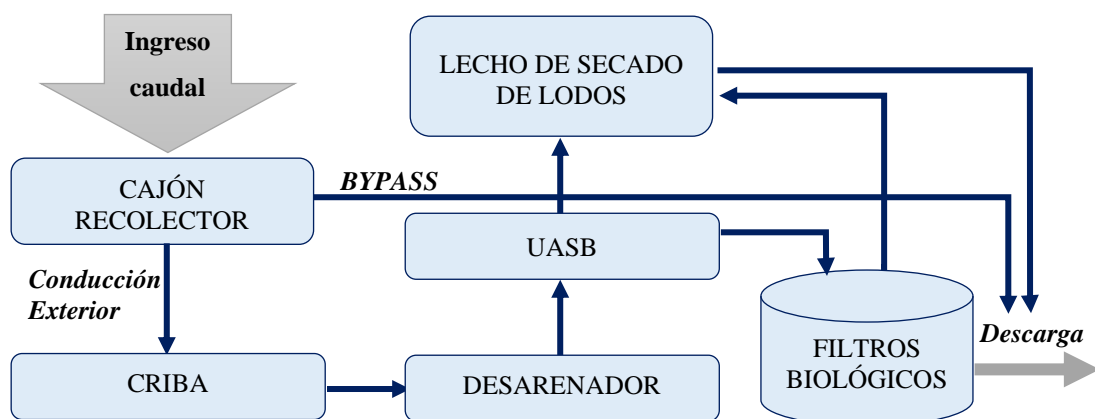 Ingreso
caudal
LECHO DE SECADO
DE LODOS
CAJÓN
RECOLECTOR
BYPASS
UASB
Conducción
Exterior
Descarga
CRIBA
DESARENADOR
FILTROS
BIOLÓGICOS